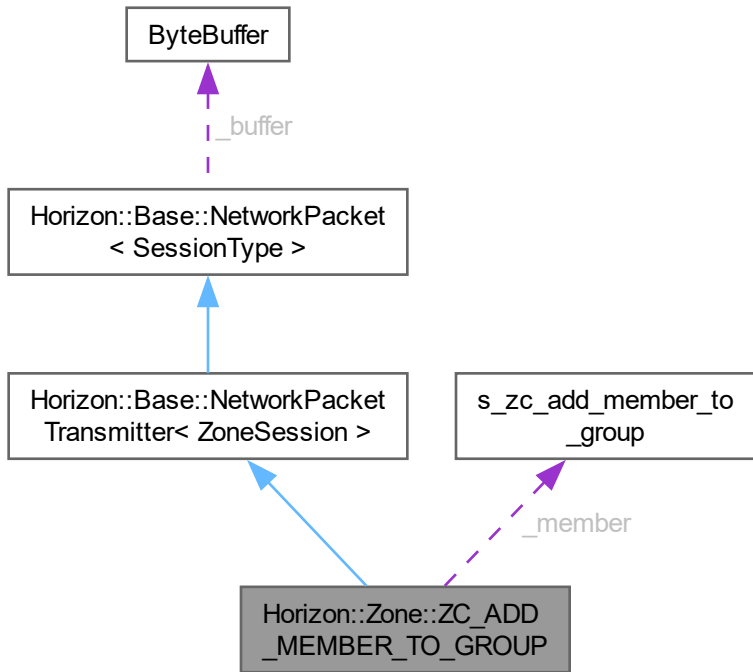 ByteBuffer
_buffer
Horizon::Base::NetworkPacket
< SessionType >
Horizon::Base::NetworkPacket
Transmitter< ZoneSession >
s_zc_add_member_to
_group
_member
Horizon::Zone::ZC_ADD
_MEMBER_TO_GROUP